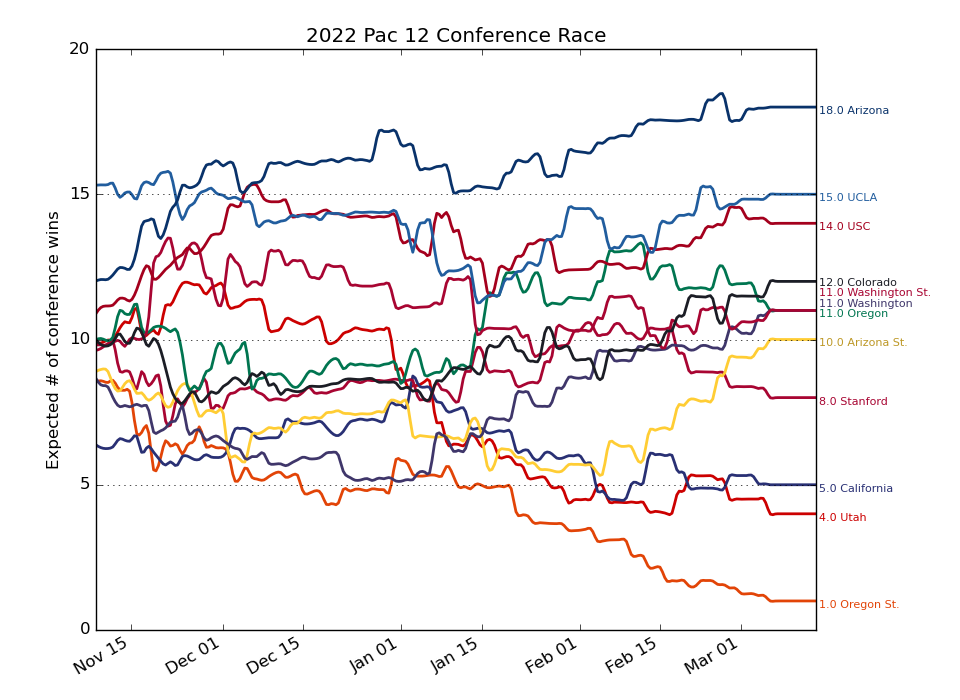 2022 Pac 12 Conference Race
Expected # of conference wins
20
15
10
5
0
18.0 Arizona
15.0 UCLA
14.0 USC
12.0 Colorado
11.0 Washington St.
11.0 Washington
11.0 Oregon
10.0 Arizona St.
8.0 Stanford
5.0 California
4.0 Utah
1.0 Oregon St.
Nov 15
Dec 01
Dec 15
Jan 01
Jan 15
Feb 01
Feb 15
Mar 01